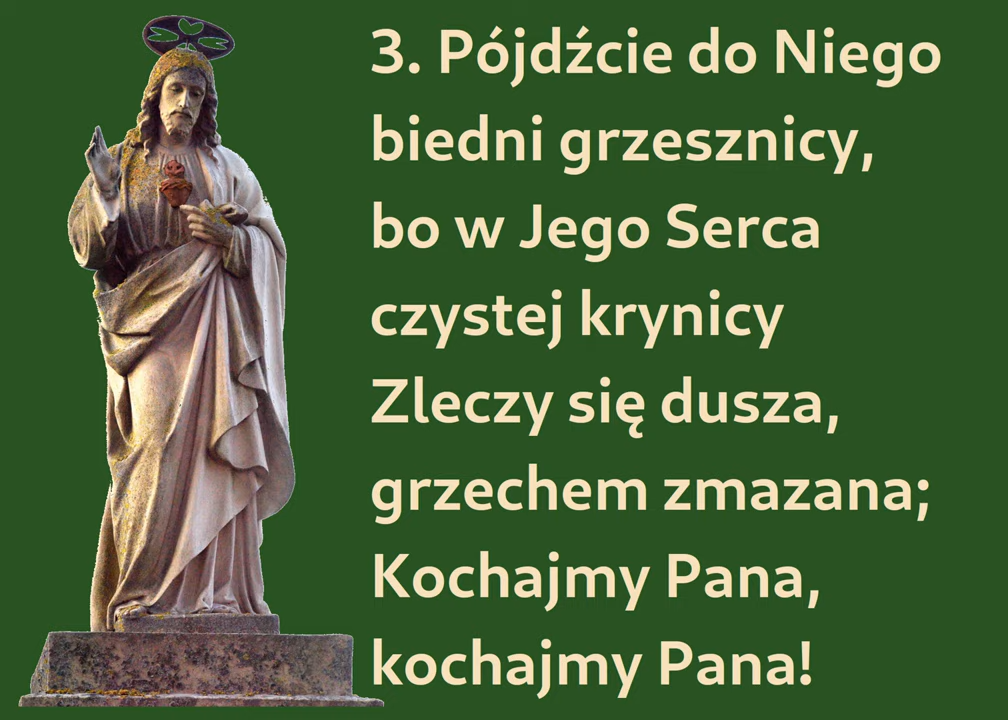 3. Pójdźcie do Niego
biedni grzesznicy,
bo w Jego Serca
czystej krynicy
Zleczy się dusza,
grzechem zmazana;
Kochajmy Pana,
kochajmy Pana!